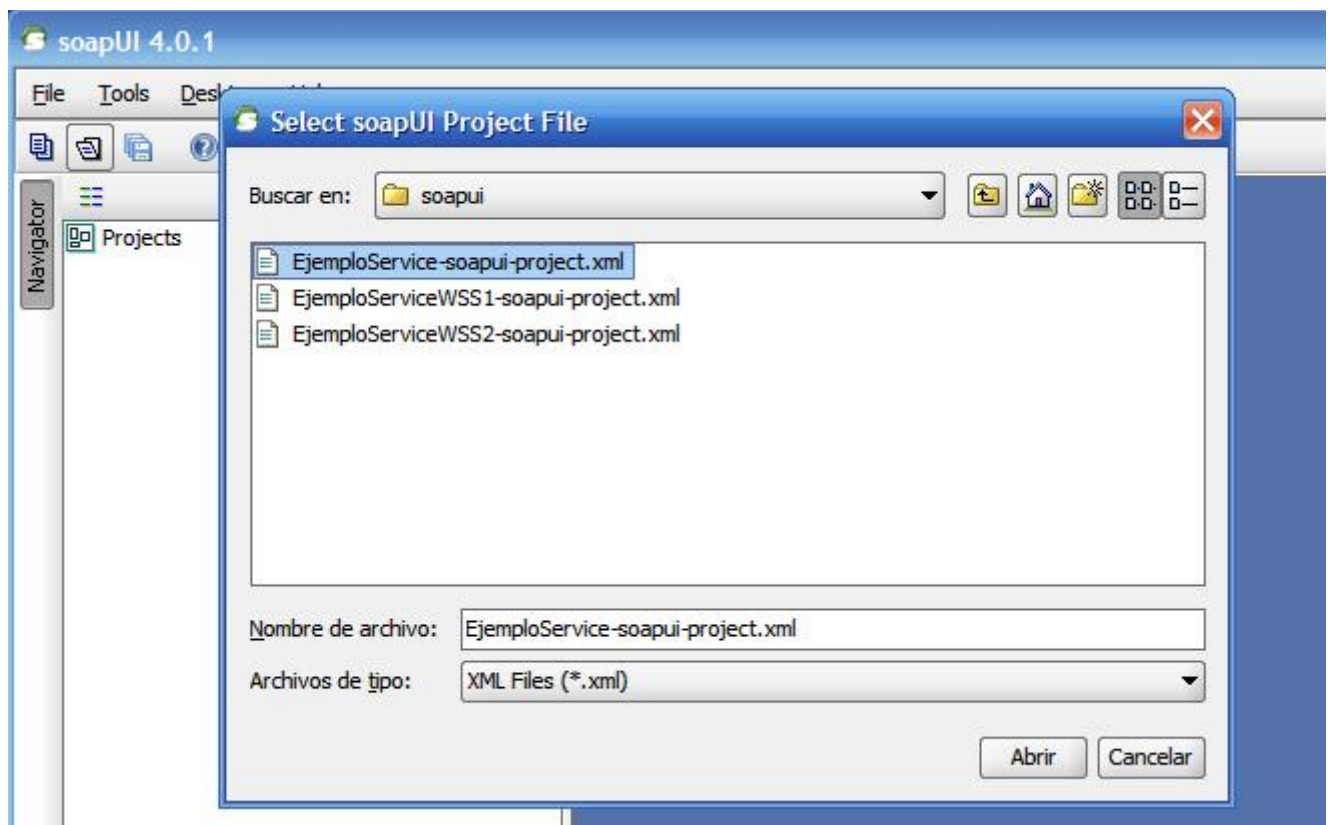 soapUI 4.0.1
File Tools
Select soapUI Project File
Buscar en: soapui
Navigator
Projects
EjemploService-soapui-project.xml
EjemploServiceWSS1-soapui-project.xml
EjemploServiceWSS2-soapui-project.xml
Nombre de archivo: EjemploService-soapui-project.xml
Archivos de tipo: XML Files (*.xml)
Abrir Cancelar